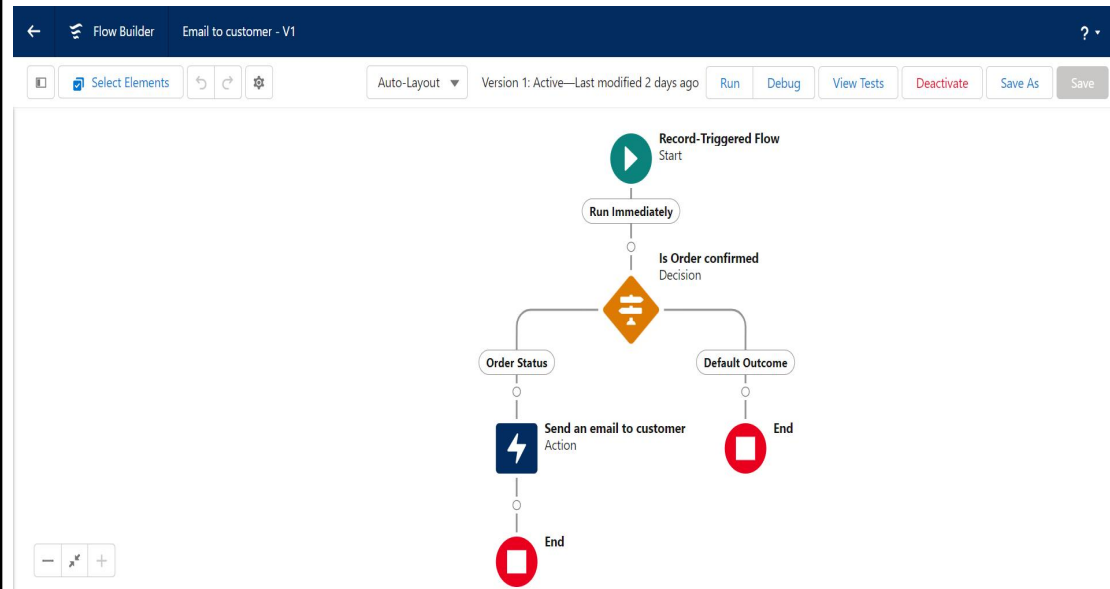 Flow Builder Email to customer - V1 ?
Select Elements Auto-Layout Version 1: Active—Last modified 2 days ago Run Debug View Tests Deactivate Save As Save
Record-Triggered Flow
Start
Run Immediately
Is Order confirmed
Decision
Order Status Default Outcome
Send an email to customer End
Action
End